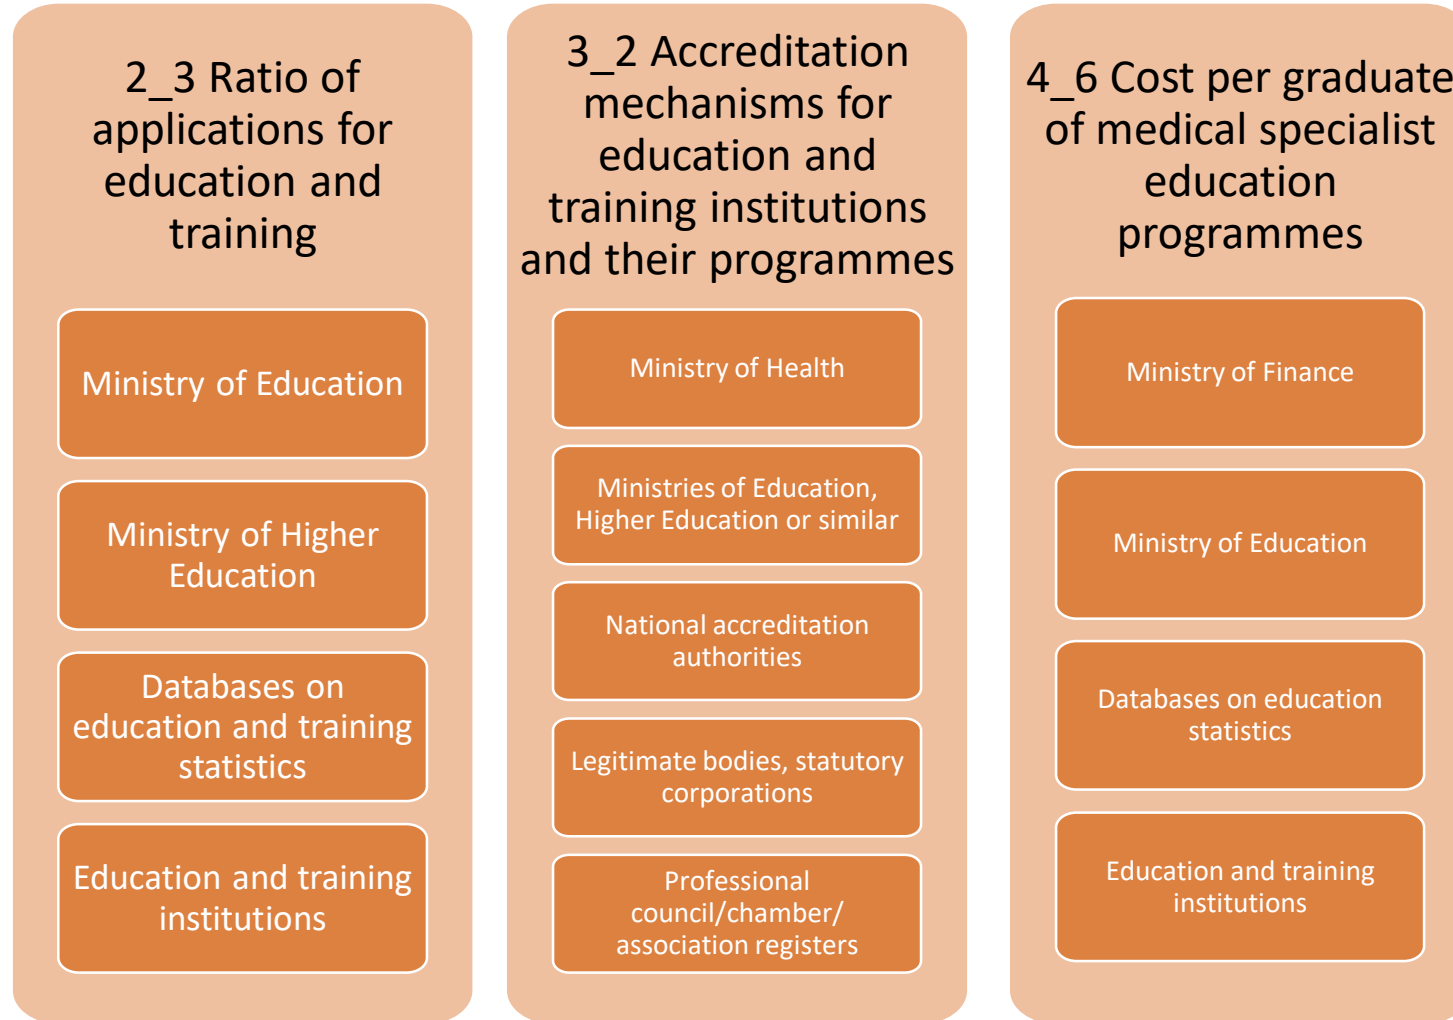 2_3 Ratio of
applications for
education and
training
Ministry of Education
Ministry of Higher
Education
Databases on
education and training
statistics
Education and training
institutions
3_2 Accreditation
mechanisms for
education and
training institutions
and their programmes
Ministry of Health
Ministries of Education,
Higher Education or similar
National accreditation
authorities
Legitimate bodies, statutory
corporations
Professional
council/chamber/
association registers
4_6 Cost per graduate
of medical specialist
education
programmes
Ministry of Finance
Ministry of Education
Databases on education
statistics
Education and training
institutions